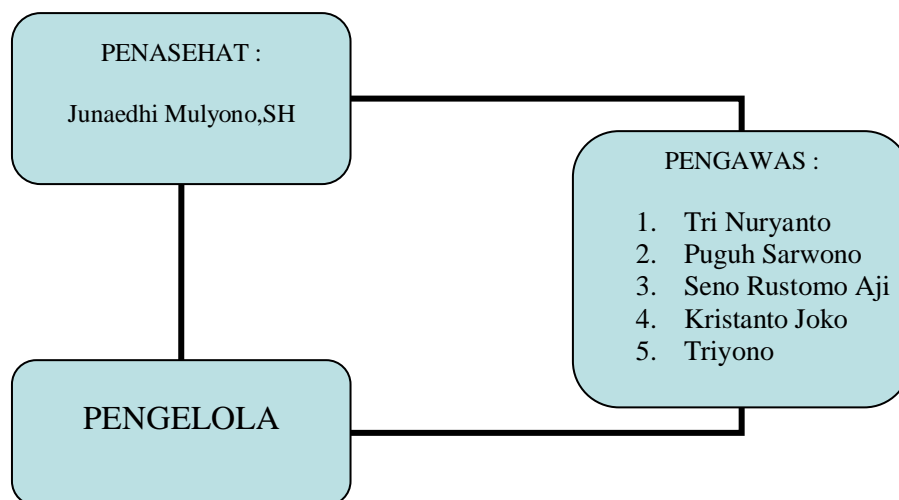 PENASEHAT :
Junaedhi Mulyono,SH
PENGAWAS :
1. Tri Nuryanto
2. Puguh Sarwono
3. Seno Rustomo Aji
4. Kristanto Joko
5. Triyono
PENGELOLA